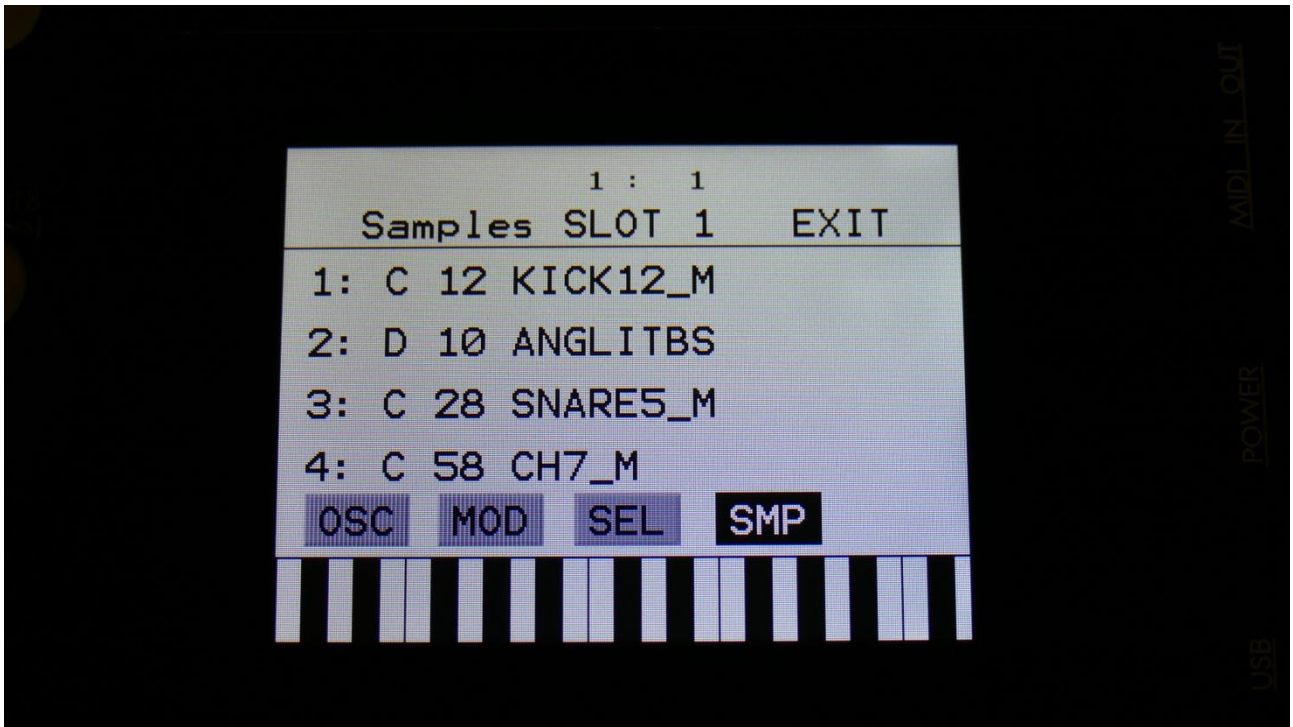 1 : 1
Samples SLOT 1 EXIT
1: C 12 KICK12_M
2: D 10 ANGLITBS
3: C 28 SNARE5_M
4: C 58 CH7_M
OSC MOD SEL SMP
MIDI IN OUT
POWER
USB